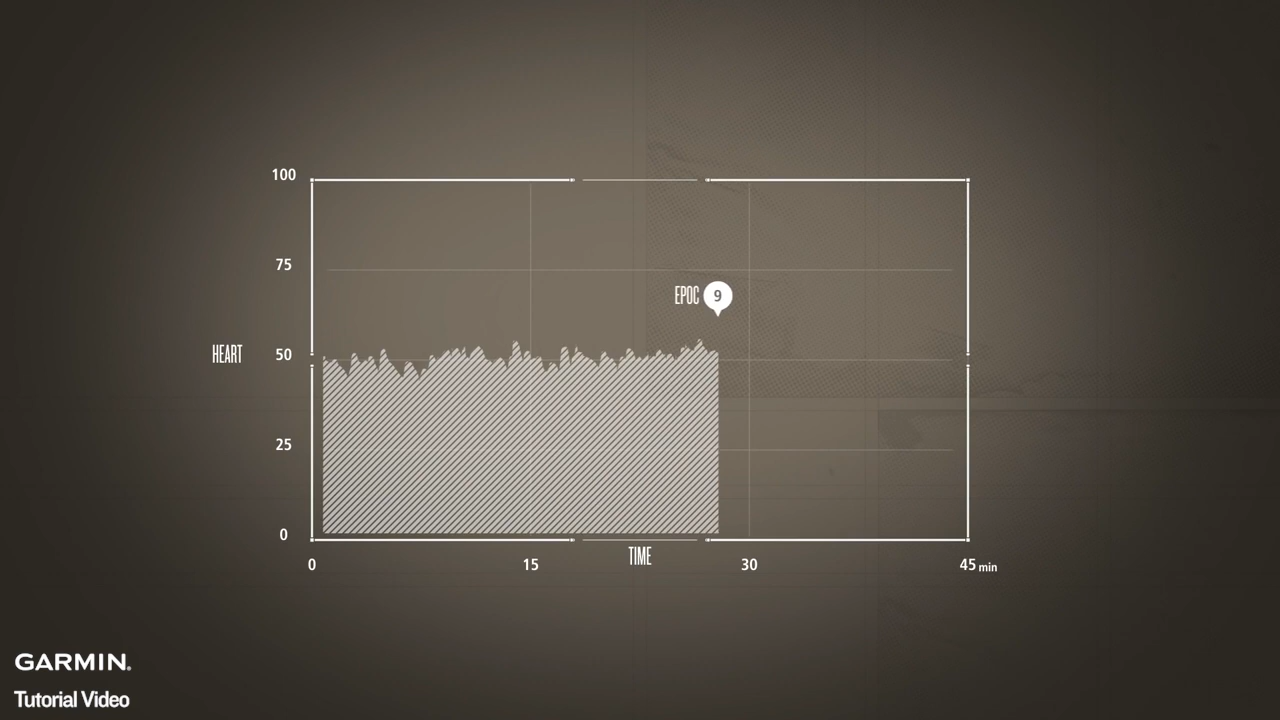 100
75
EPOC 9
HEART 50
25
0
TIME
0 15 30 45 min
GARMIN.
Tutorial Video